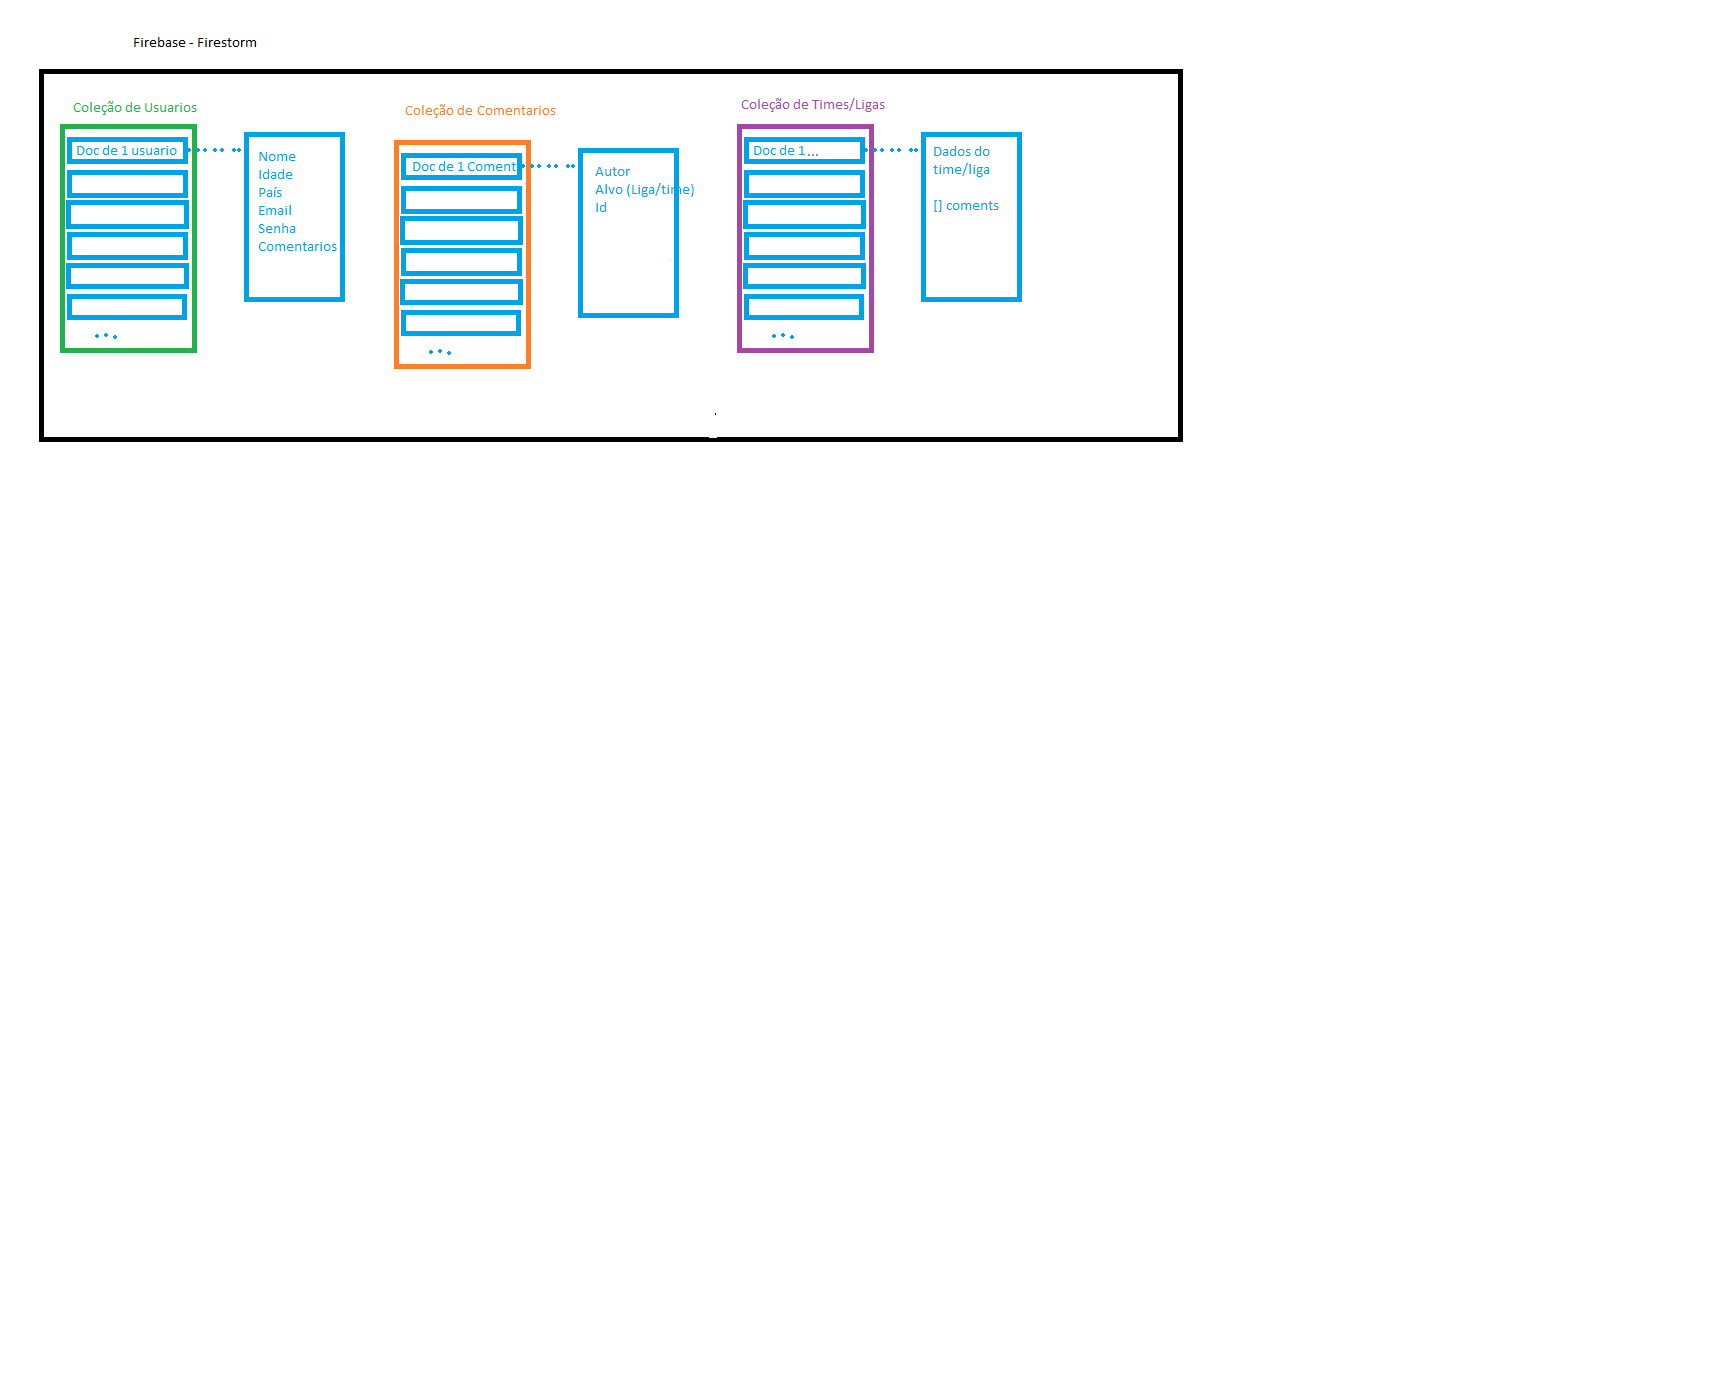 Firebase - Firestorm
Coleção de Usuarios
Doc de 1 usuario
Nome
Idade
País
Email
Senha
Comentarios
Coleção de Comentarios
Doc de 1 Coment
Autor
Alvo (Liga/time)
Id
Coleção de Times/Ligas
Doc de 1 ...
Dados do
time/liga
[] coments